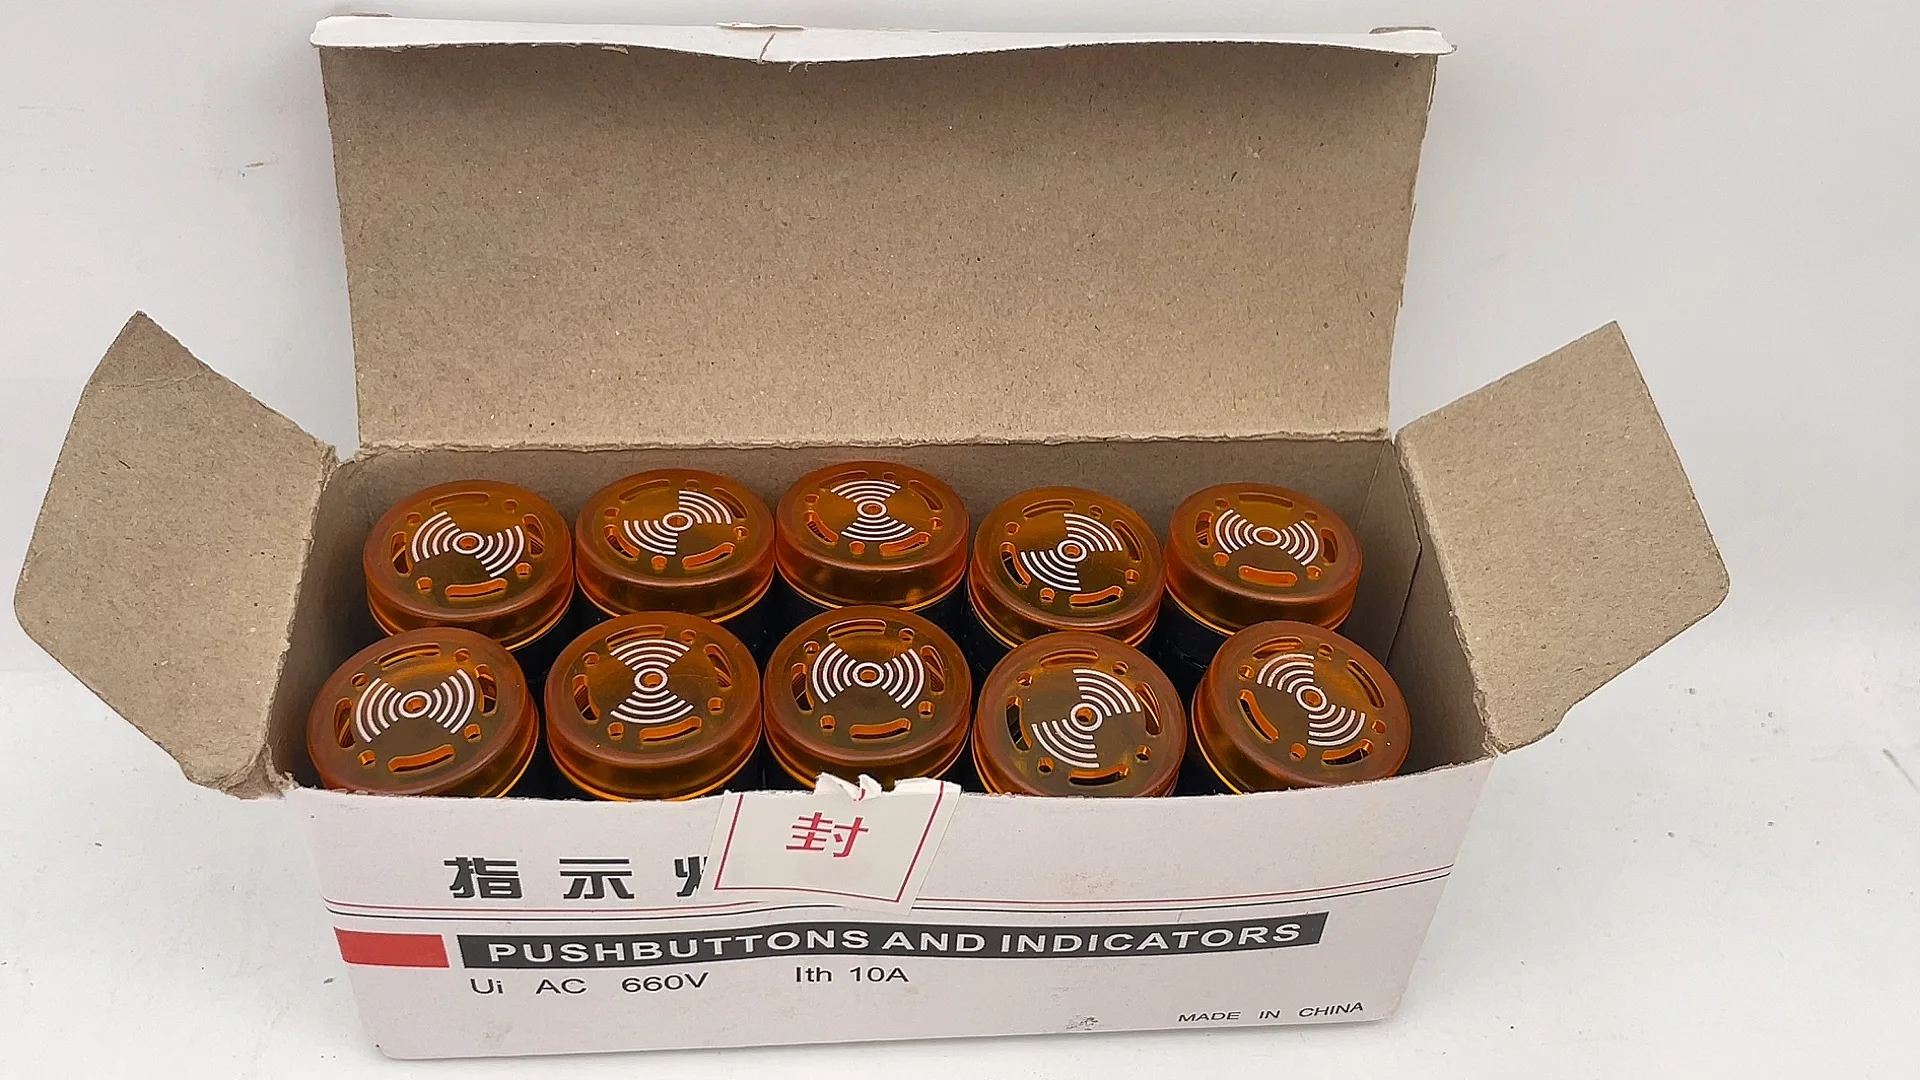 封
指示
PUSHBUTTONS AND INDICATORS
Ui AC 660V Ith 10A
MADE IN CHINA